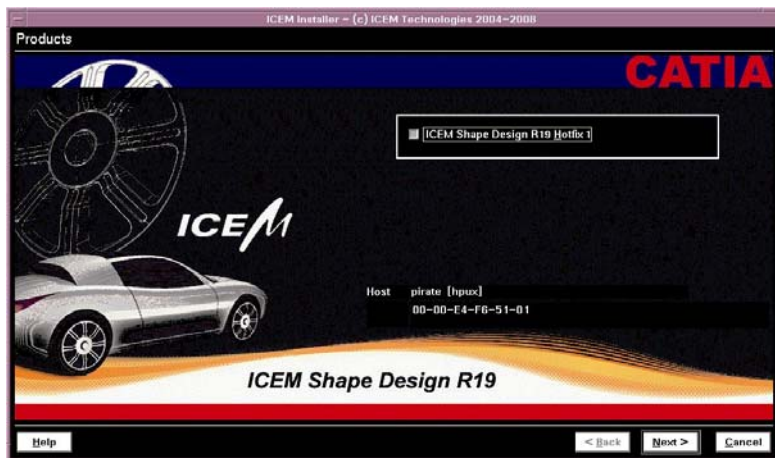 ICEM Installer - (c) ICEM Technologies 2004-2008
Products
CATIA
ICEM Shape Design R19 Hotfix 1
ICEM
Host pirate [hpux]
00-00-E4-F6-51-01
ICEM Shape Design R19
Help
< Back
Next >
Cancel